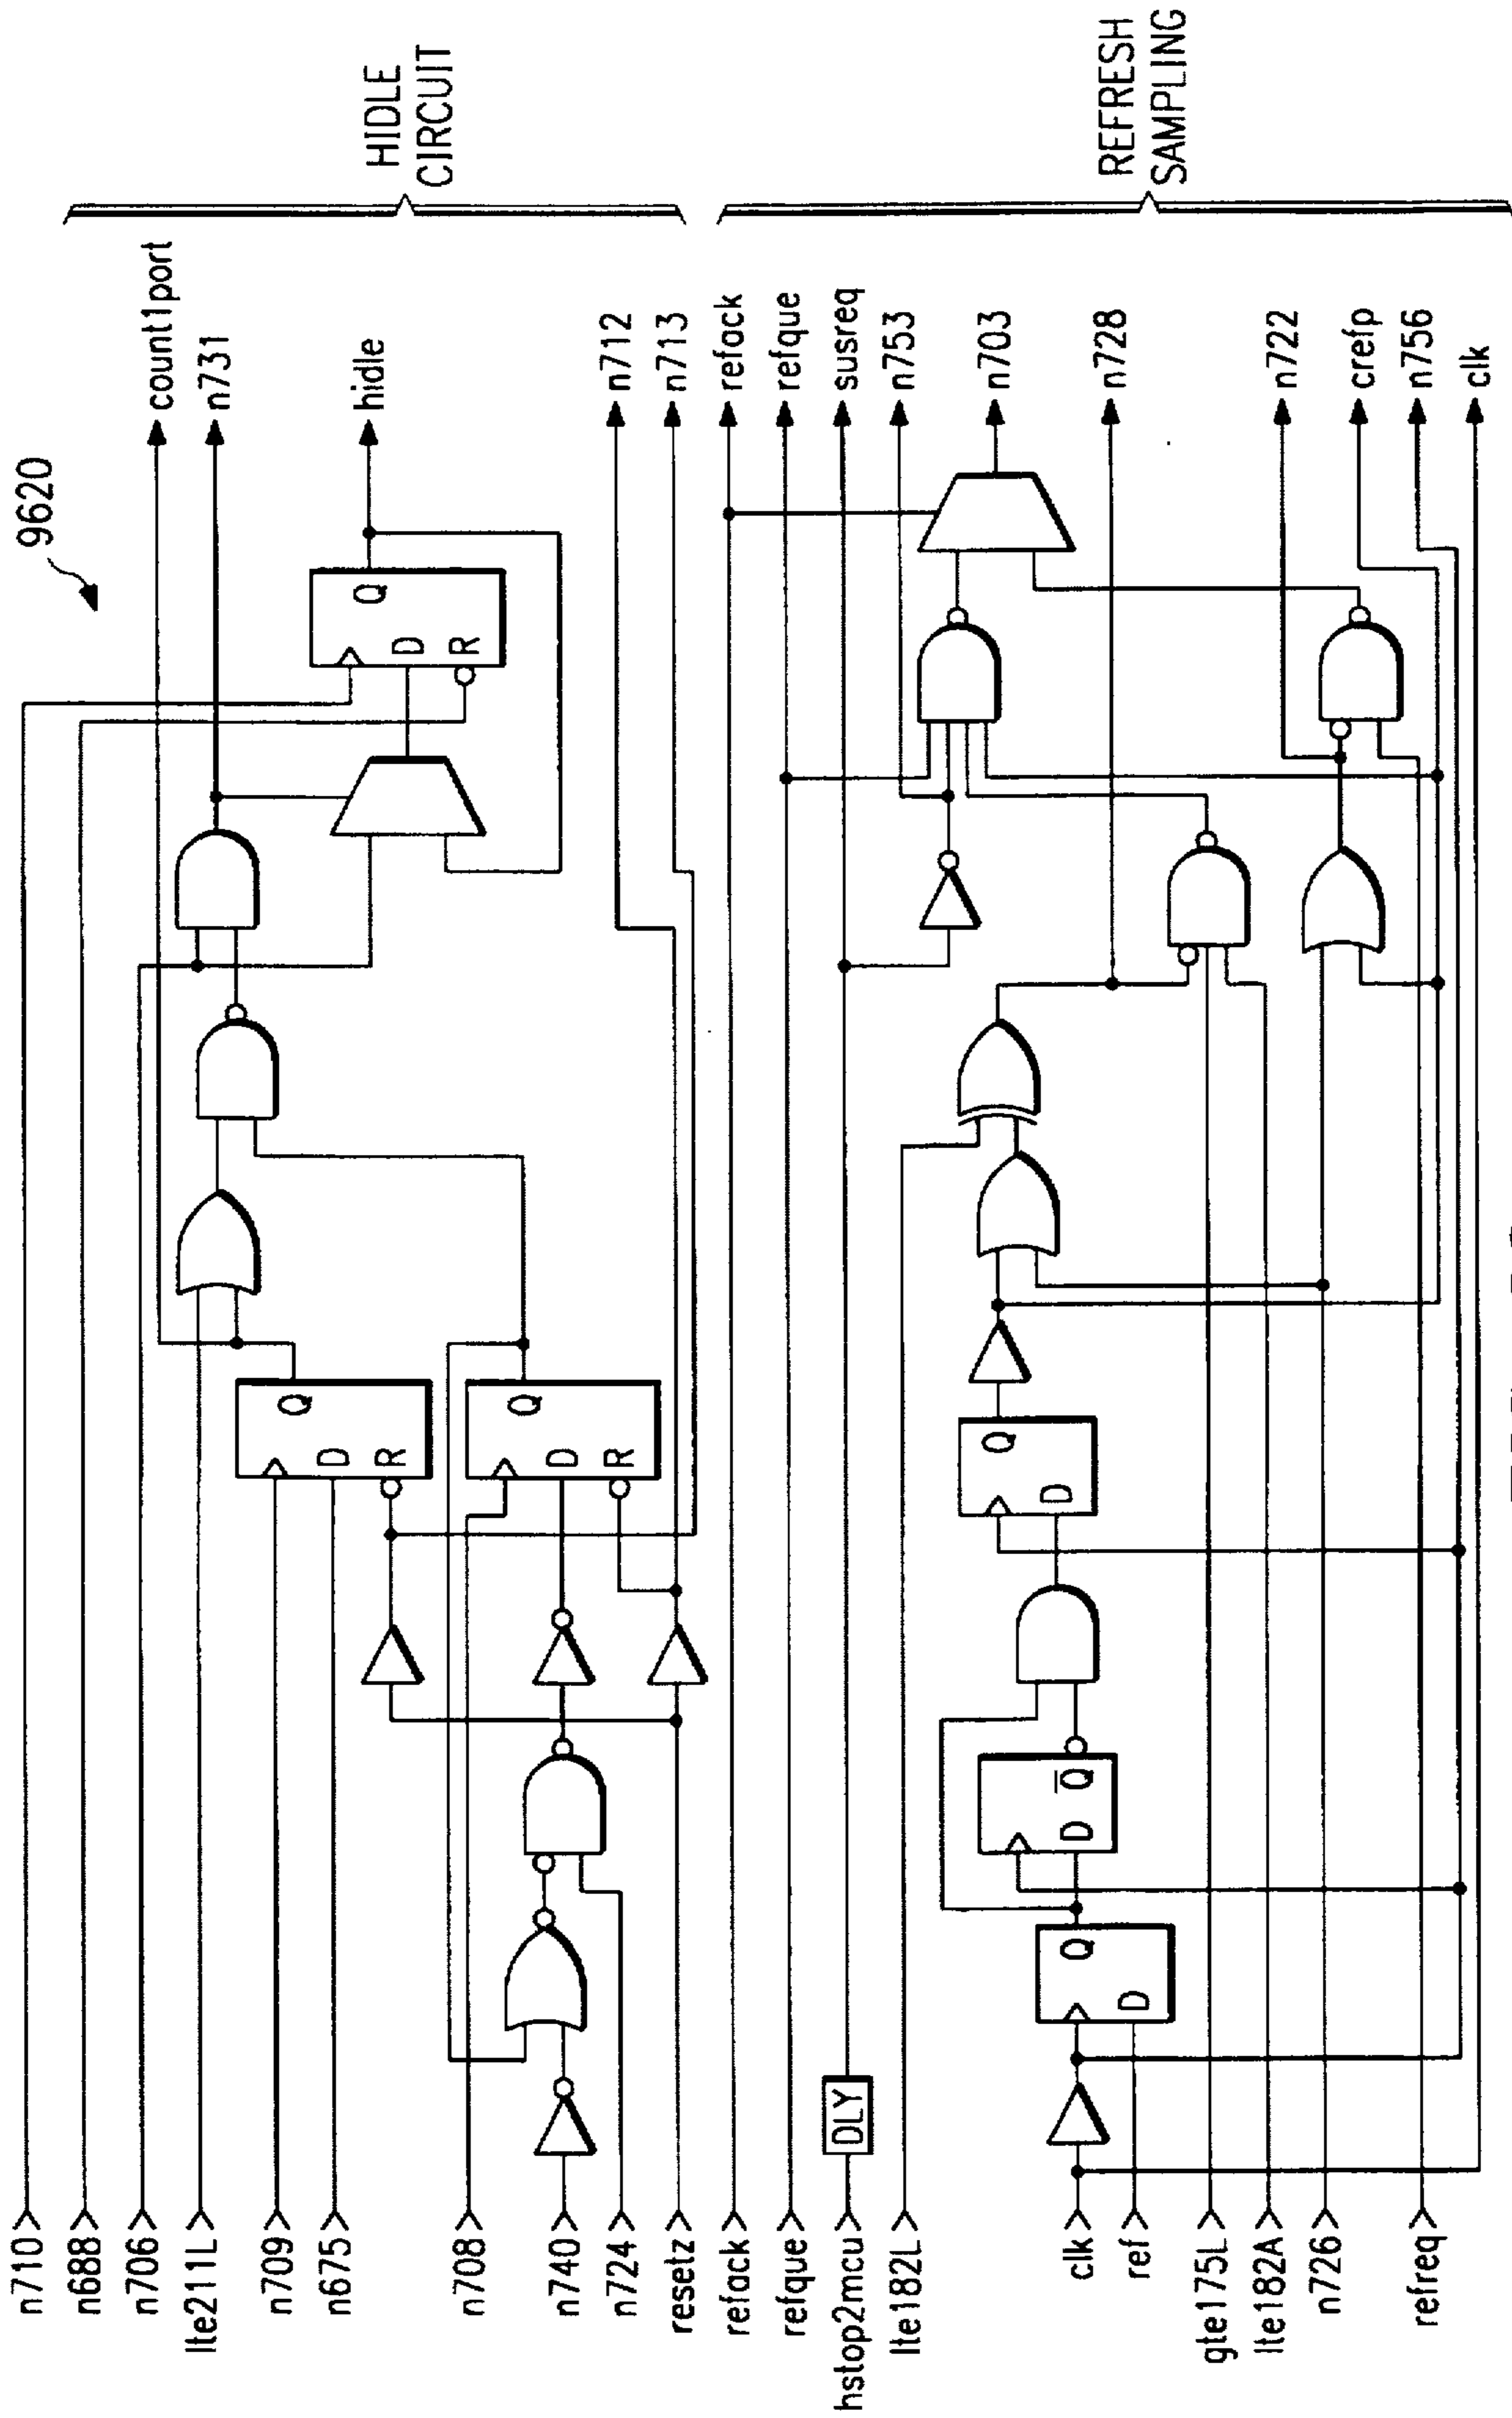 9620
n710
n688
n706
lte211L
n709
n675
n708
n740
n724
resetz
Q
D
R
Q
D
R
Q
D
R
count1port
n731
hidle
n712
n713
HIDLE
CIRCUIT
refack
refque
hstop2mcu
DLY
lte182L
clk
ref
gte175L
lte182A
n726
refreq
Q
D
Q̅
D
Q
D
refack
refque
susreq
n753
n703
n728
n722
crefp
n756
clk
REFRESH
SAMPLING